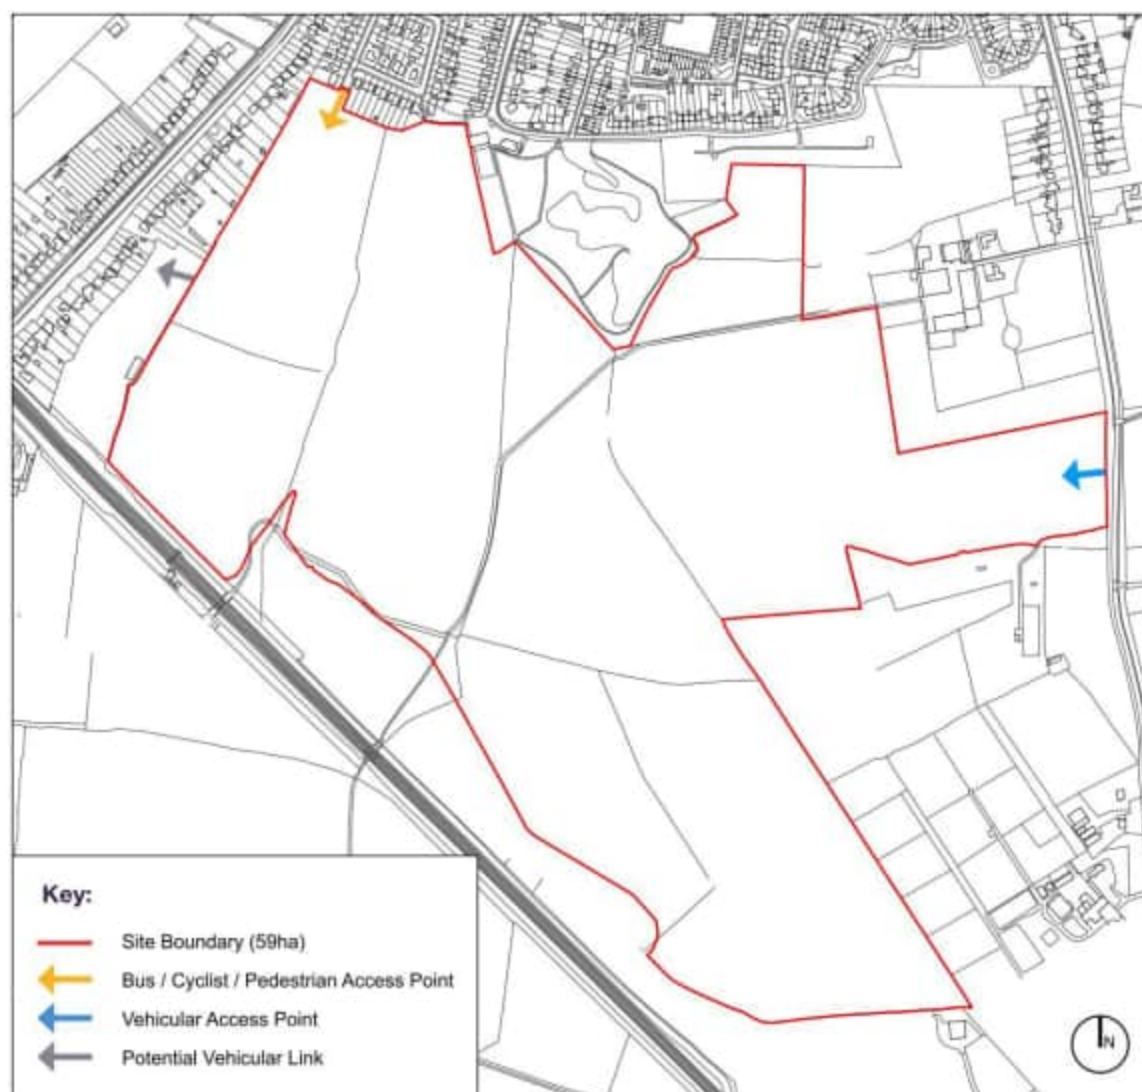 Key:
Site Boundary (59ha)
Bus / Cyclist / Pedestrian Access Point
Vehicular Access Point
Potential Vehicular Link
N